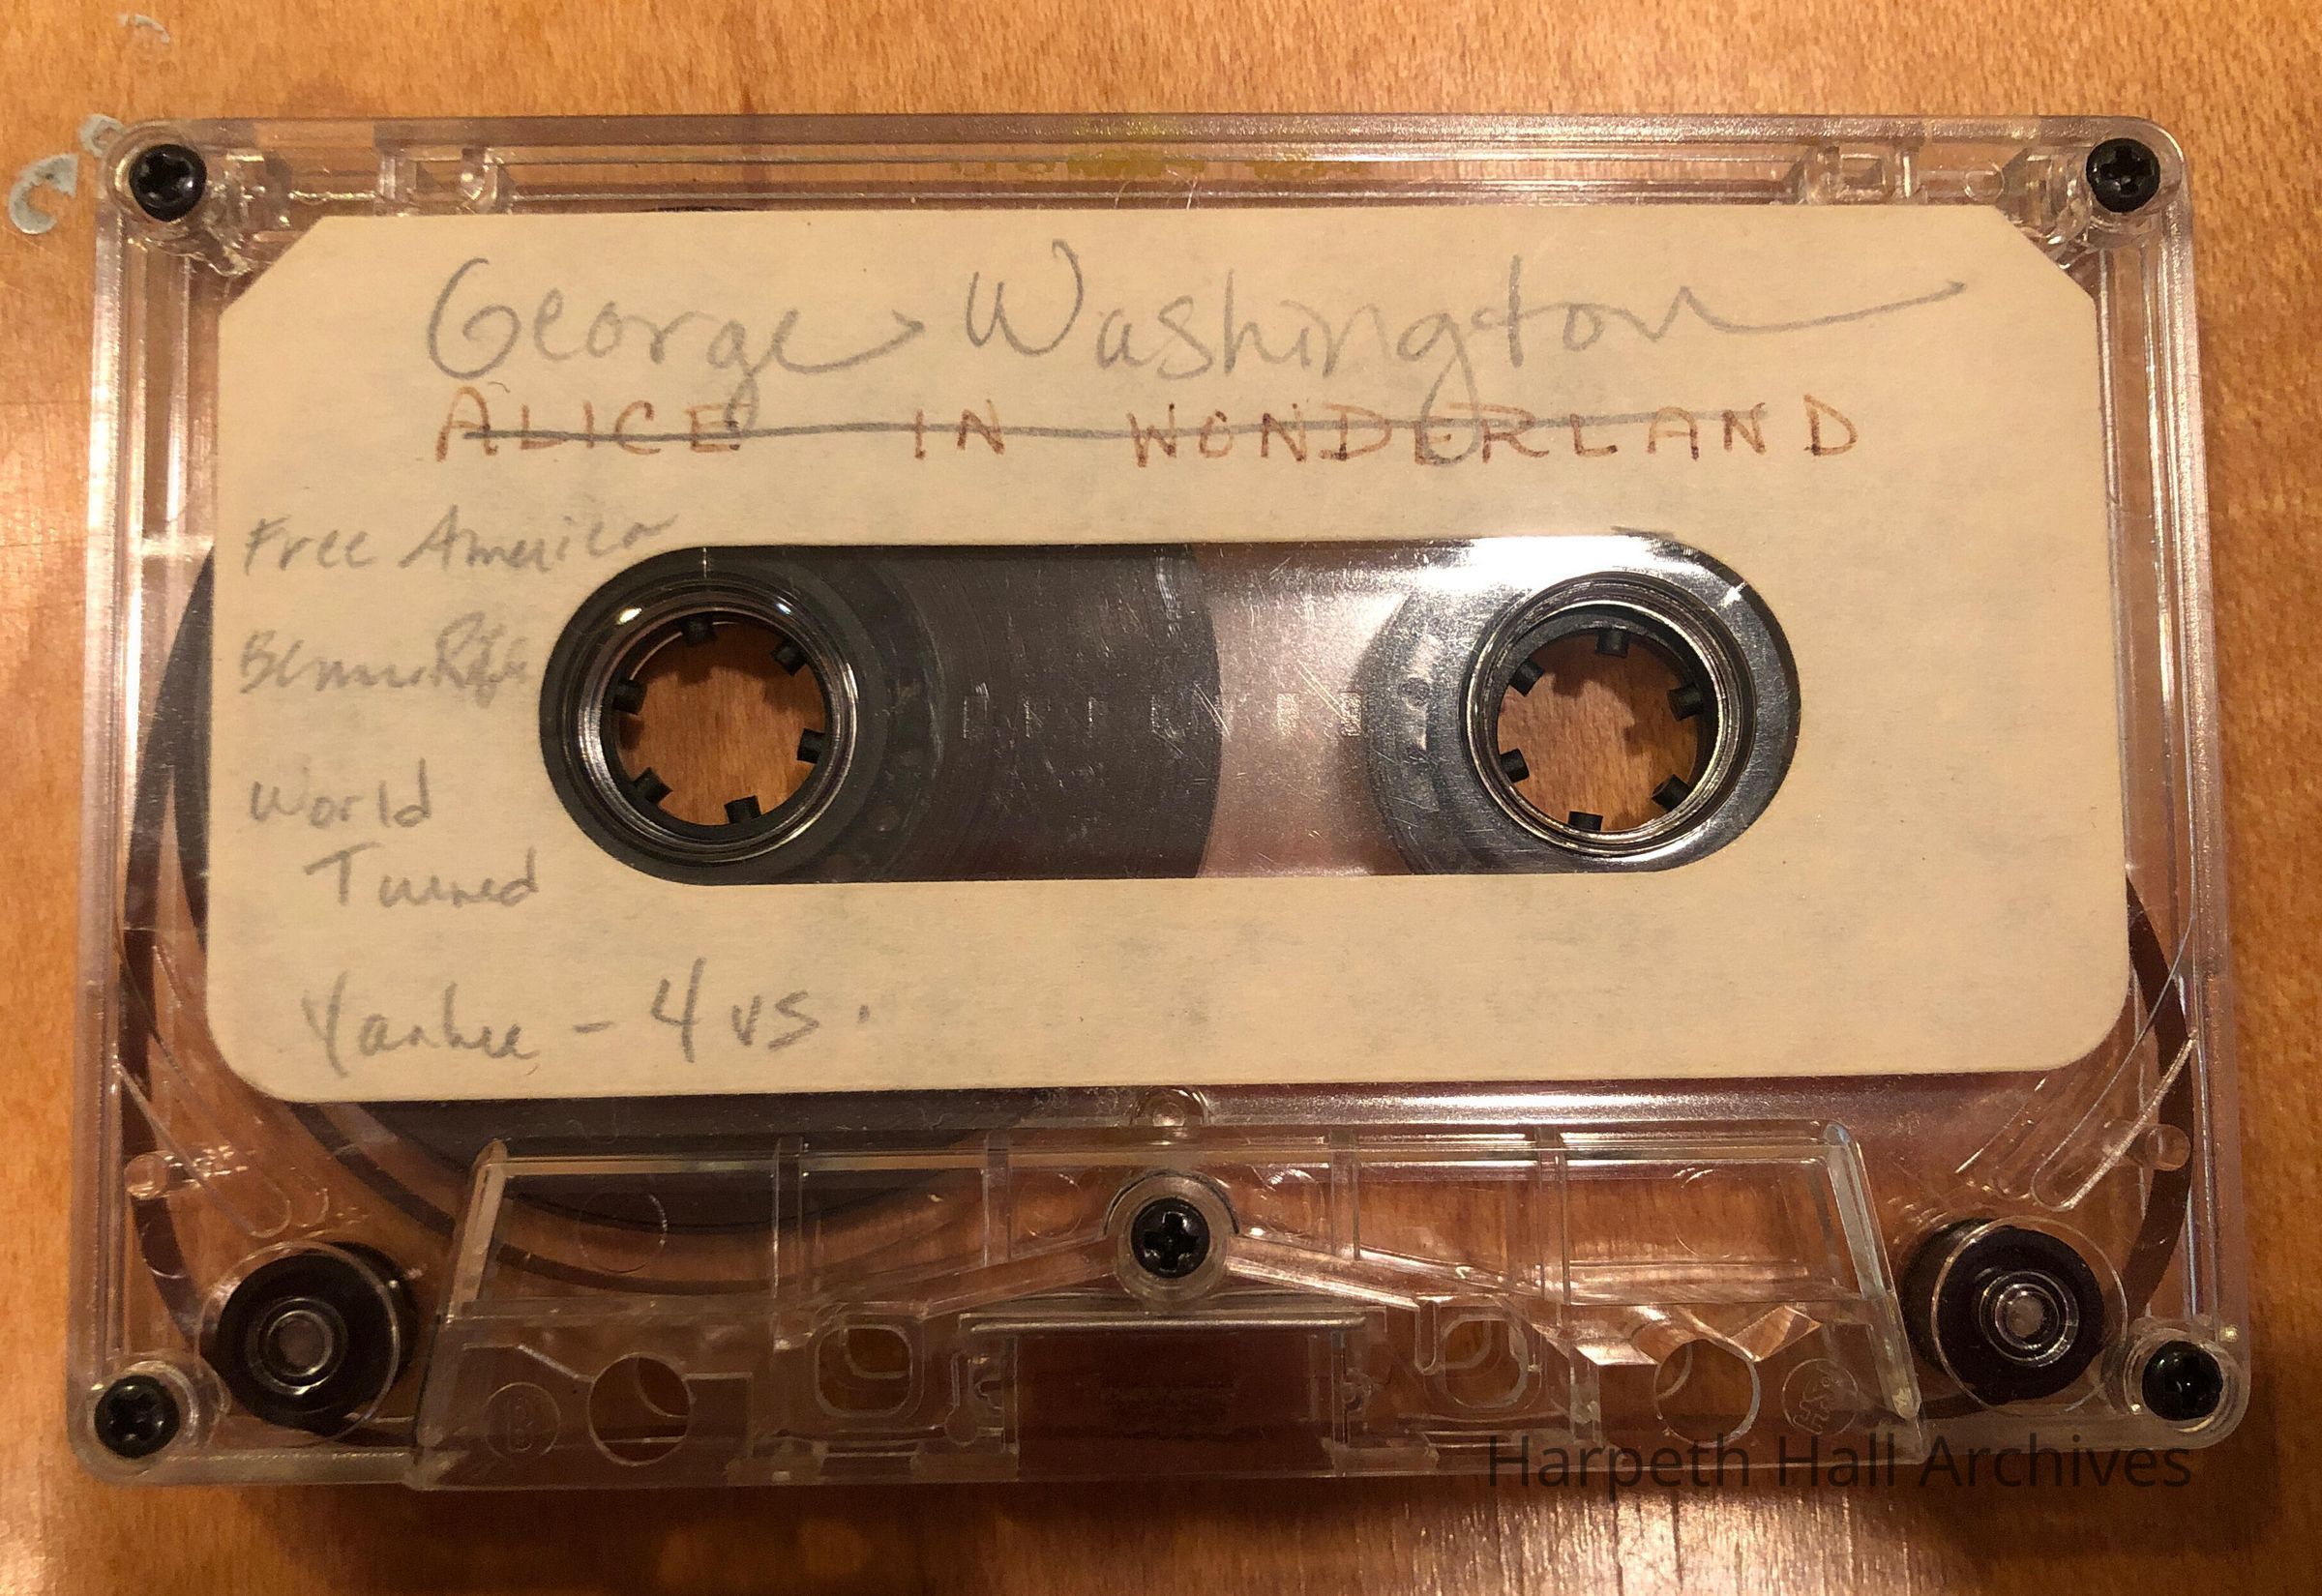 George Washington
ALICE IN WONDERLAND
Free America
World
Turned
Yankee - 4 vs.
Harpeth Hall Archives